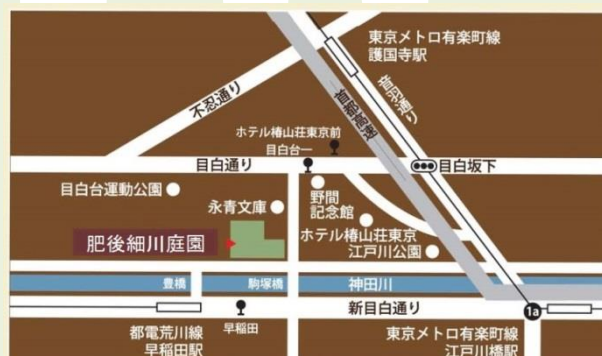 東京メトロ有楽町線
護国寺駅
不忍通り
首都高速
音羽通り
ホテル椿山荘東京前
目白台一
目白通り
目白坂下
目白台運動公園
永青文庫
野間
記念館
ホテル椿山荘東京
江戸川公園
肥後細川庭園
豊橋
駒塚橋
神田川
新目白通り
1a
早稲田
都電荒川線
早稲田駅
東京メトロ有楽町線
江戸川橋駅